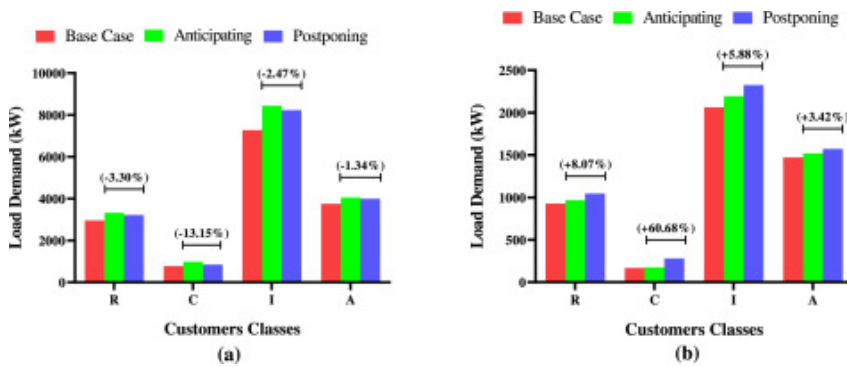 Base Case Anticipating Postponing
Load Demand (kW)
10000
8000
6000
4000
2000
0
(-3.30%)
(-13.15%)
(-2.47%)
(-1.34%)
R C I A
Customers Classes
(a)
Base Case Anticipating Postponing
Load Demand (kW)
2500
2000
1500
1000
500
0
(+8.07%)
(+60.68%)
(+5.88%)
(+3.42%)
R C I A
Customers Classes
(b)